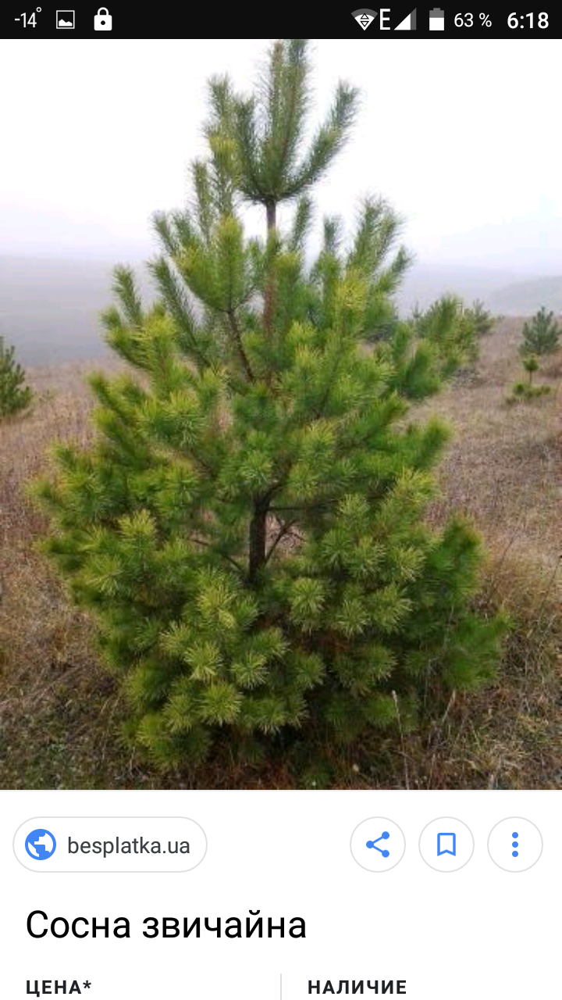 -14° E 63 % 6:18
besplatka.ua
Сосна звичайна
ЦЕНА* НАЛИЧИЕ